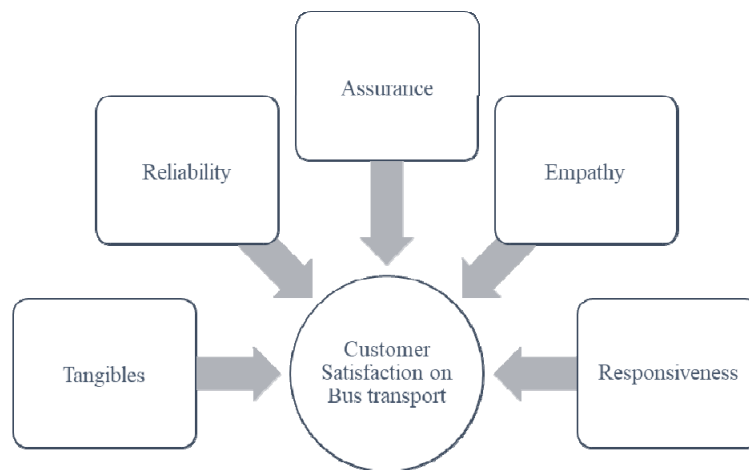 Assurance
Reliability
Empathy
Tangibles
Customer
Satisfaction on
Bus transport
Responsiveness